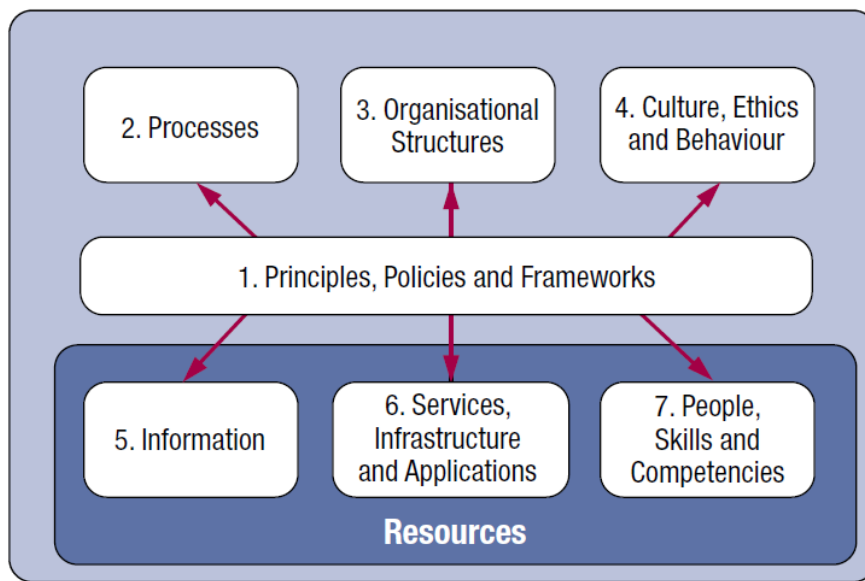 2. Processes
3. Organisational
Structures
4. Culture, Ethics
and Behaviour
1. Principles, Policies and Frameworks
5. Information
6. Services,
Infrastructure
and Applications
7. People,
Skills and
Competencies
Resources